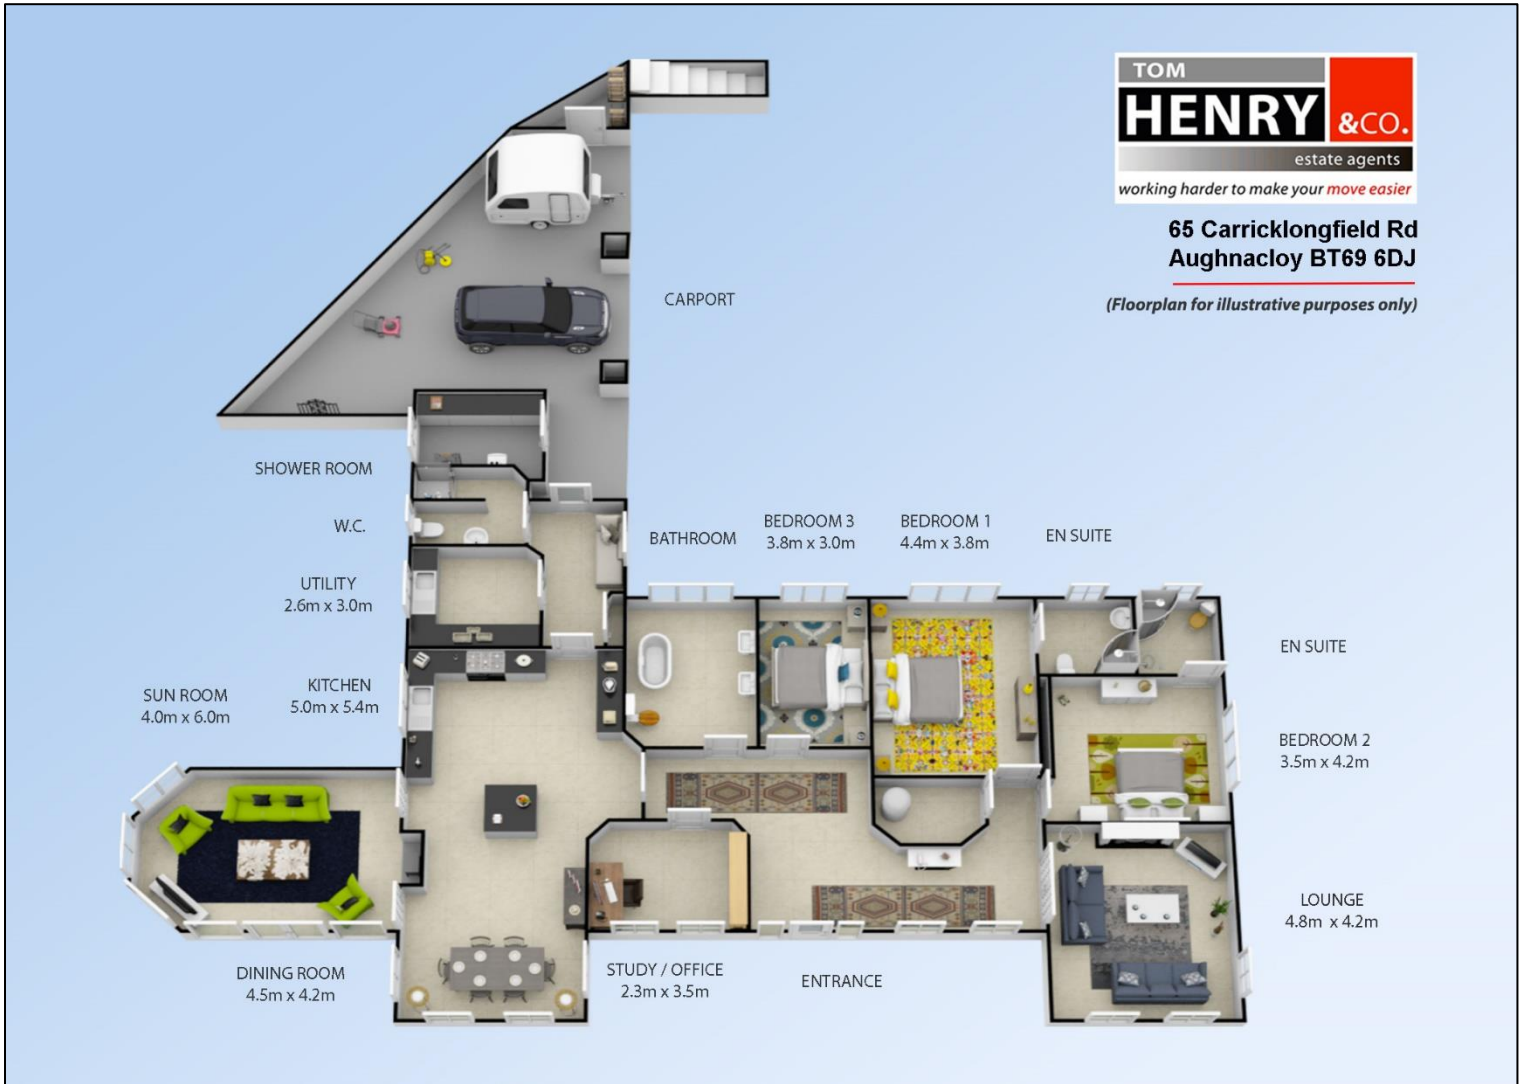 TOM
HENRY
&CO.
estate agents
working harder to make your move easier
65 Carricklongfield Rd
Aughnacloy BT69 6DJ
(Floorplan for illustrative purposes only)
CARPORT
SHOWER ROOM
W.C.
UTILITY
2.6m x 3.0m
BATHROOM
BEDROOM 3
3.8m x 3.0m
BEDROOM 1
4.4m x 3.8m
EN SUITE
EN SUITE
SUN ROOM
4.0m x 6.0m
KITCHEN
5.0m x 5.4m
BEDROOM 2
3.5m x 4.2m
LOUNGE
4.8m x 4.2m
DINING ROOM
4.5m x 4.2m
STUDY / OFFICE
2.3m x 3.5m
ENTRANCE